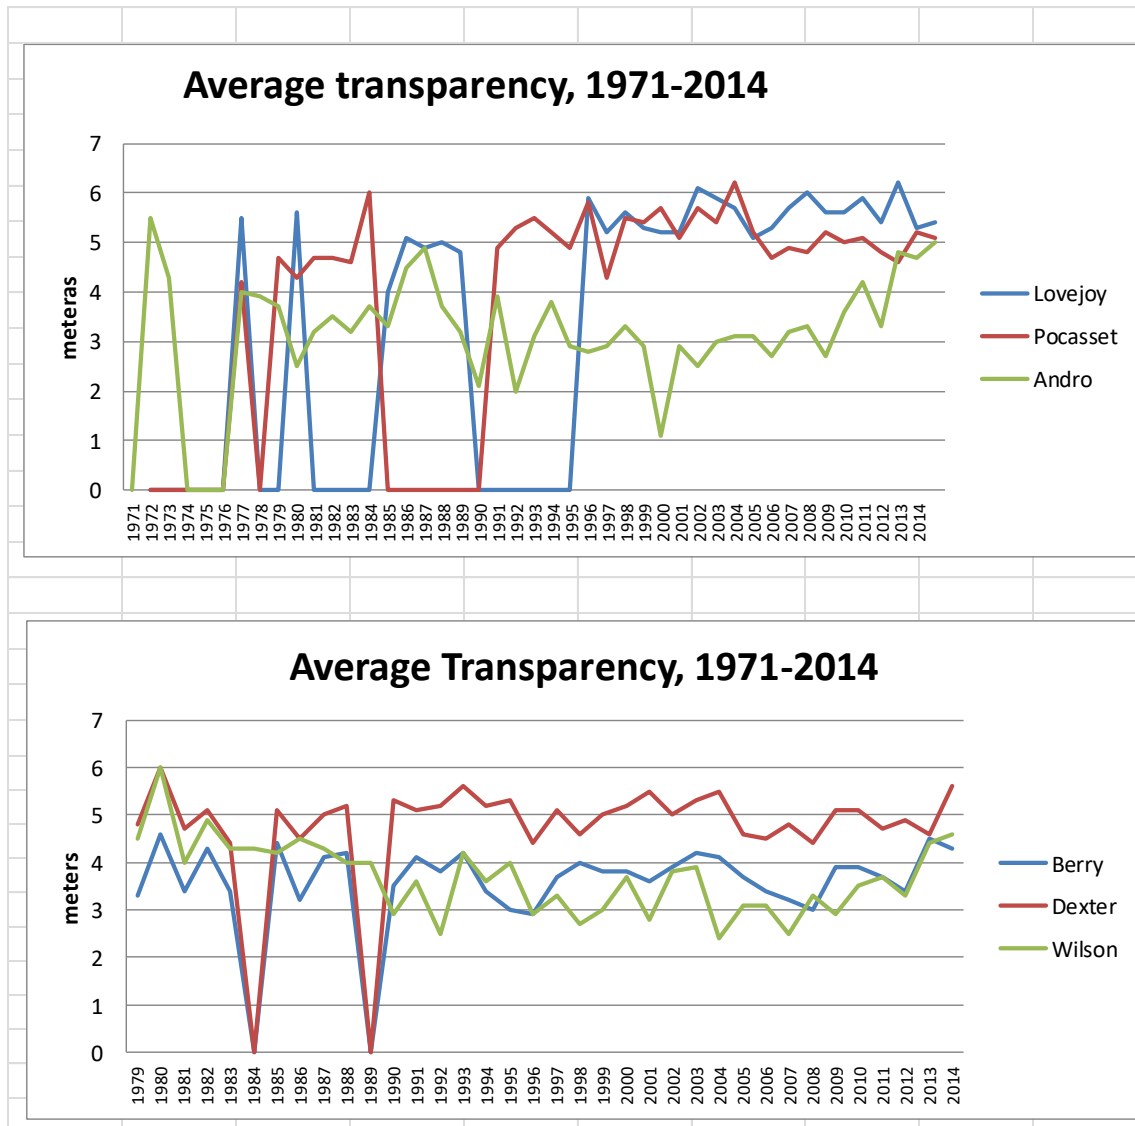 Average transparency, 1971-2014
7
6
5
4
3
2
1
0
meteras
1971 1972 1973 1974 1975 1976 1977 1978 1979 1980 1981 1982 1983 1984 1985 1986 1987 1988 1989 1990 1991 1992 1993 1994 1995 1996 1997 1998 1999 2000 2001 2002 2003 2004 2005 2006 2007 2008 2009 2010 2011 2012 2013 2014
Lovejoy
Pocasset
Andro
Average Transparency, 1971-2014
7
6
5
4
3
2
1
0
meters
1979 1980 1981 1982 1983 1984 1985 1986 1987 1988 1989 1990 1991 1992 1993 1994 1995 1996 1997 1998 1999 2000 2001 2002 2003 2004 2005 2006 2007 2008 2009 2010 2011 2012 2013 2014
Berry
Dexter
Wilson